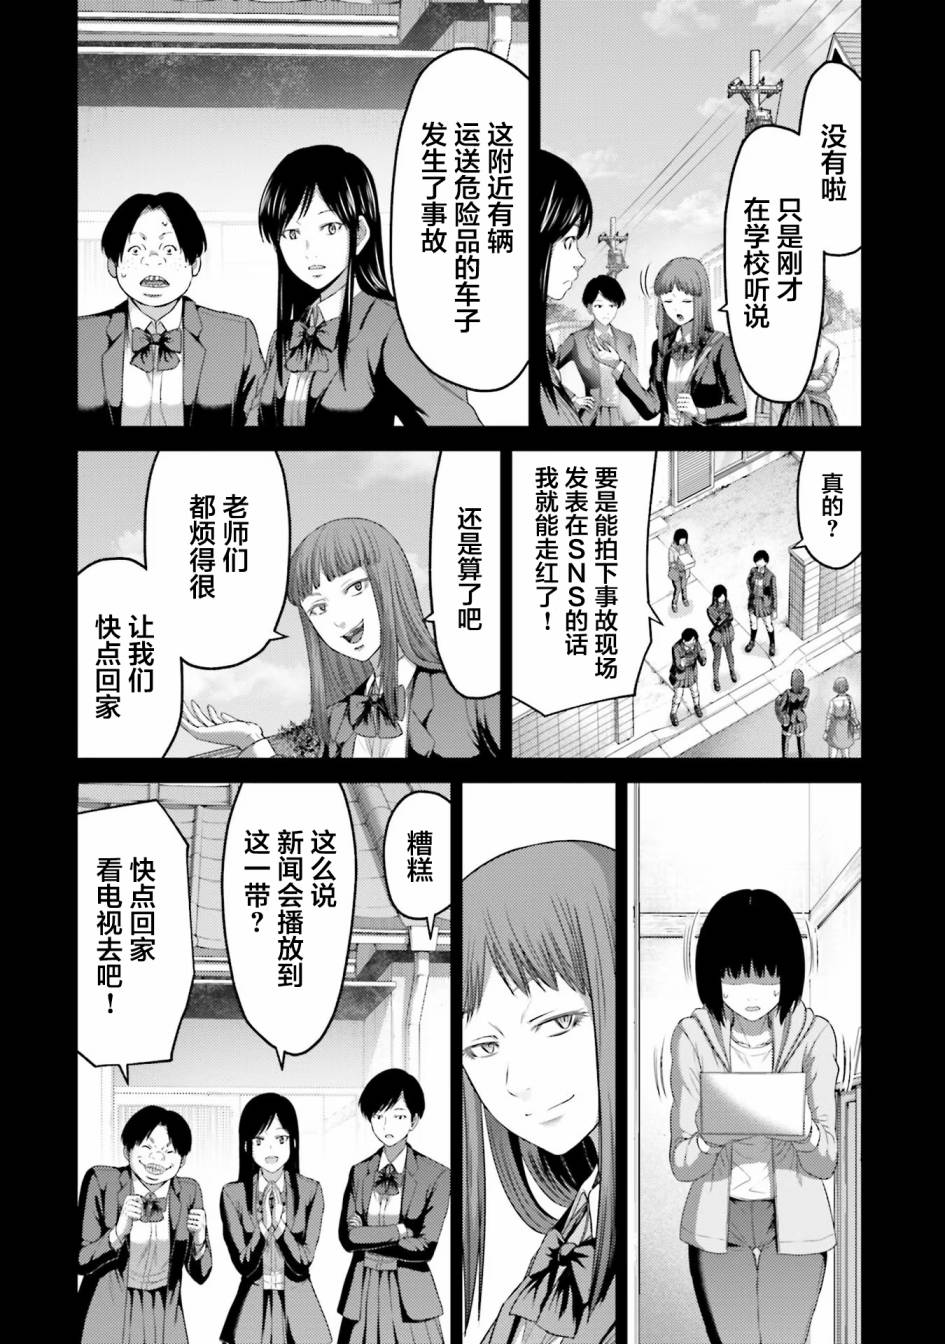 没有啦
只是刚才
在学校听说
这附近有辆
运送危险品的车子
发生了事故
真的？
要是能拍下事故现场
发表在SNS的话
我就能走红了！
还是算了吧
老师们
都烦得很
让我们
快点回家
糟糕
这么说
新闻会播放到
这一带？
快点回家
看电视去吧！